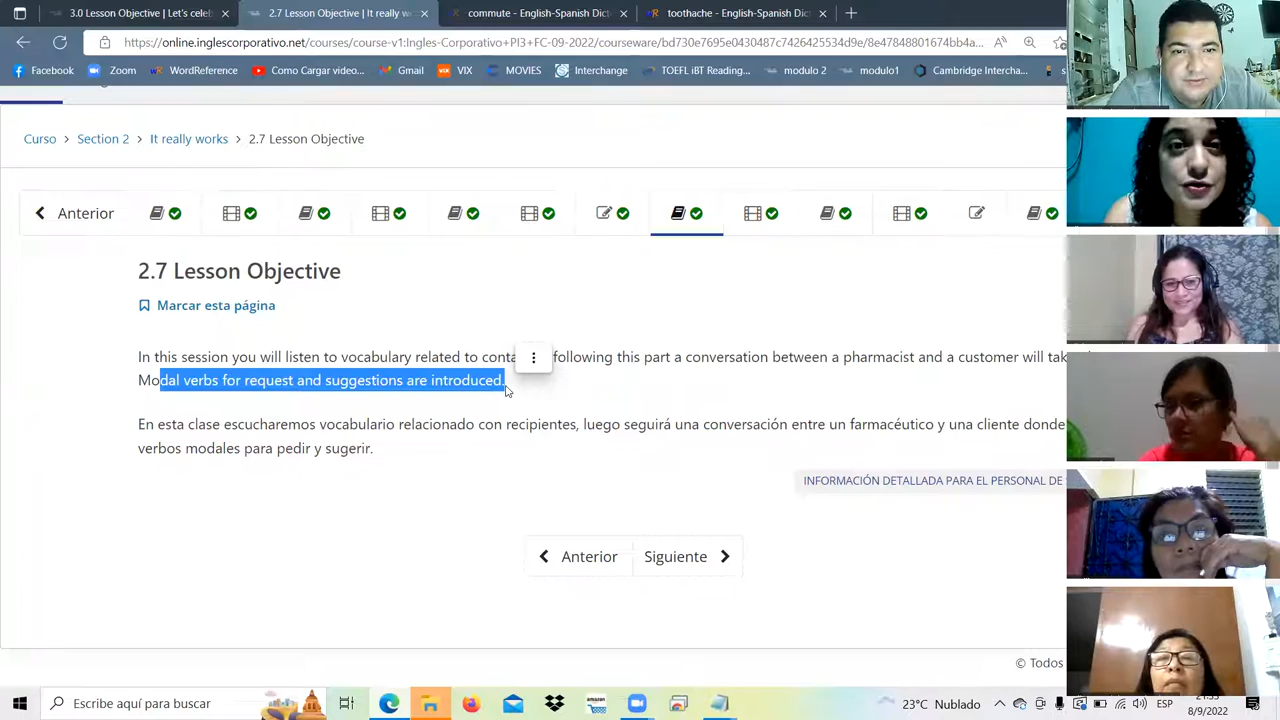 3.0 Lesson Objective | Let's celeb
2.7 Lesson Objective | It really w
commute - English-Spanish Dict
toothache - English-Spanish Dic
https://online.inglescorporativo.net/courses/course-v1:Ingles-Corporativo+PI3+FC-09-2022/courseware/bd730e7695e0430487c7426425534d9e/8e47848801674bb4a...
Facebook Zoom WordReference Como Cargar video... Gmail VIX MOVIES Interchange TOEFL iBT Reading... modulo 2 modulo1 Cambridge Intercha...
Curso > Section 2 > It really works > 2.7 Lesson Objective
Anterior
2.7 Lesson Objective
Marcar esta página
In this session you will listen to vocabulary related to conta following this part a conversation between a pharmacist and a customer will tak
Modal verbs for request and suggestions are introduced.
En esta clase escucharemos vocabulario relacionado con recipientes, luego seguirá una conversación entre un farmacéutico y una cliente donde
verbos modales para pedir y sugerir.
INFORMACIÓN DETALLADA PARA EL PERSONAL DE
Anterior Siguiente
© Todos
Escribe aquí para buscar
23°C Nublado
ESP
8/9/2022